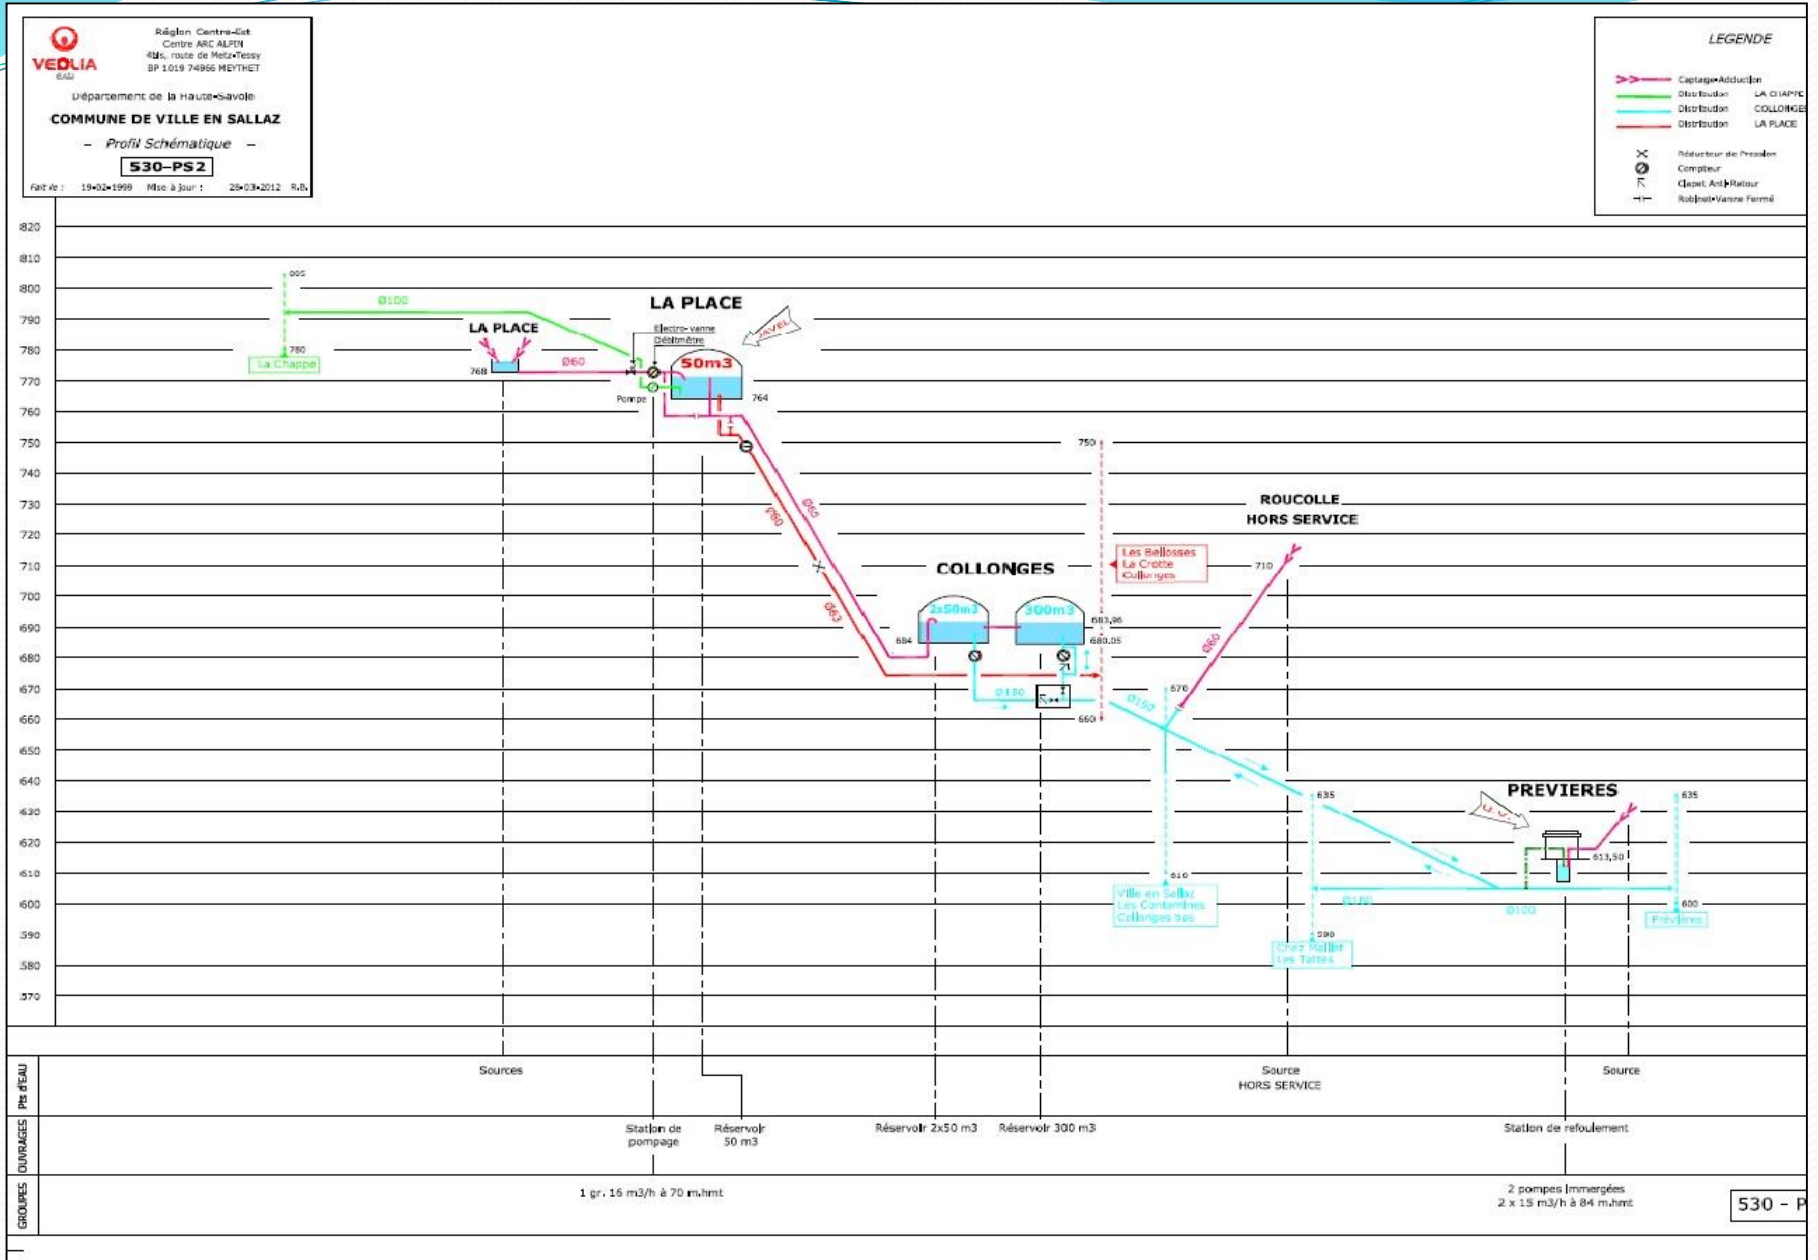 VEOLIA
EAU
Région Centre-Est
Centre ARC ALPIN
4bis, route de Metz-Tessy
BP 1019 74966 MEYTHET
Département de la Haute-Savoie
COMMUNE DE VILLE EN SALLAZ
- Profil Schématique -
530-PS2
Fait le : 19-02-1999 Mise à jour : 28-03-2012 R.B.
LEGENDE
Captage-Adduction
Distribution LA CHAPPE
Distribution COLLONGES
Distribution LA PLACE
Réducteur de Pression
Compteur
Clapet Anti-Retour
Robinet-Vanne Fermé
820
810
800
790
780
770
760
750
740
730
720
710
700
690
680
670
660
650
640
630
620
610
600
590
580
570
805
Ø100
780
La Chappe
LA PLACE
768
Ø60
LA PLACE
Electro-vanne
Débitmètre
JAVEL
50m3
764
Pompe
Ø60
Ø60
Ø63
750
Les Bellosses
La Crotte
Collonges
660
COLLONGES
2x50m3
300m3
684
683,96
680,05
Ø150
Ø150
ROUCOLLE
HORS SERVICE
710
Ø60
670
610
Ville en Sallaz
Les Contamines
Collonges bas
635
590
Chez Maillet
Les Tattes
PREVIERES
U.V.
613,50
635
600
Prévières
Ø100
Pts d'EAU
Sources
Source
HORS SERVICE
Source
OUVRAGES
Station de
pompage
Réservoir
50 m3
Réservoir 2x50 m3
Réservoir 300 m3
Station de refoulement
GROUPES
1 gr. 16 m3/h à 70 m.hmt
2 pompes immergées
2 x 15 m3/h à 84 m.hmt
530 - P